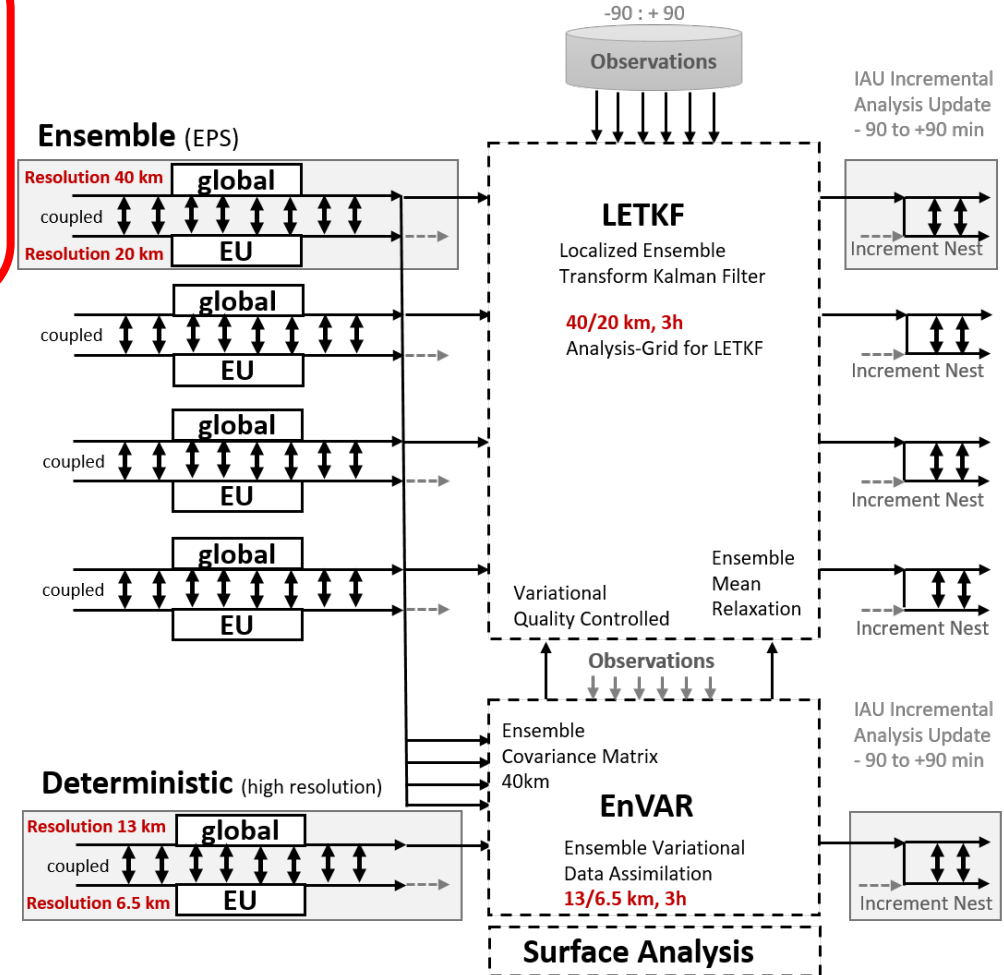 -90 : + 90
Observations
IAU Incremental
Analysis Update
- 90 to +90 min
Ensemble (EPS)
Resolution 40 km
global
coupled
Resolution 20 km
EU
global
coupled
EU
global
coupled
EU
global
coupled
EU
LETKF
Localized Ensemble
Transform Kalman Filter
40/20 km, 3h
Analysis-Grid for LETKF
Variational
Quality Controlled
Ensemble
Mean
Relaxation
Increment Nest
Increment Nest
Increment Nest
Increment Nest
Observations
IAU Incremental
Analysis Update
- 90 to +90 min
Deterministic (high resolution)
Resolution 13 km
global
coupled
Resolution 6.5 km
EU
Ensemble
Covariance Matrix
40km
EnVAR
Ensemble Variational
Data Assimilation
13/6.5 km, 3h
Increment Nest
Surface Analysis